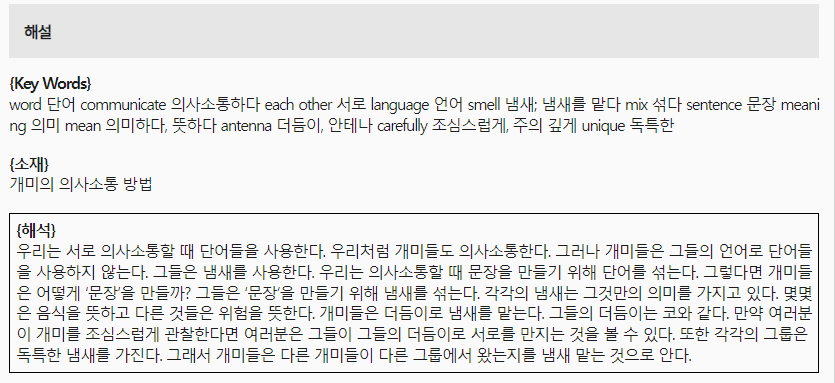 해설
{Key Words}
word 단어 communicate 의사소통하다 each other 서로 language 언어 smell 냄새; 냄새를 맡다 mix 섞다 sentence 문장 meani
ng 의미 mean 의미하다, 뜻하다 antenna 더듬이, 안테나 carefully 조심스럽게, 주의 깊게 unique 독특한
{소재}
개미의 의사소통 방법
{해석}
우리는 서로 의사소통할 때 단어들을 사용한다. 우리처럼 개미들도 의사소통한다. 그러나 개미들은 그들의 언어로 단어들
을 사용하지 않는다. 그들은 냄새를 사용한다. 우리는 의사소통할 때 문장을 만들기 위해 단어를 섞는다. 그렇다면 개미들
은 어떻게 ‘문장’을 만들까? 그들은 ‘문장’을 만들기 위해 냄새를 섞는다. 각각의 냄새는 그것만의 의미를 가지고 있다. 몇몇
은 음식을 뜻하고 다른 것들은 위험을 뜻한다. 개미들은 더듬이로 냄새를 맡는다. 그들의 더듬이는 코와 같다. 만약 여러분
이 개미를 조심스럽게 관찰한다면 여러분은 그들이 그들의 더듬이로 서로를 만지는 것을 볼 수 있다. 또한 각각의 그룹은
독특한 냄새를 가진다. 그래서 개미들은 다른 개미들이 다른 그룹에서 왔는지를 냄새 맡는 것으로 안다.